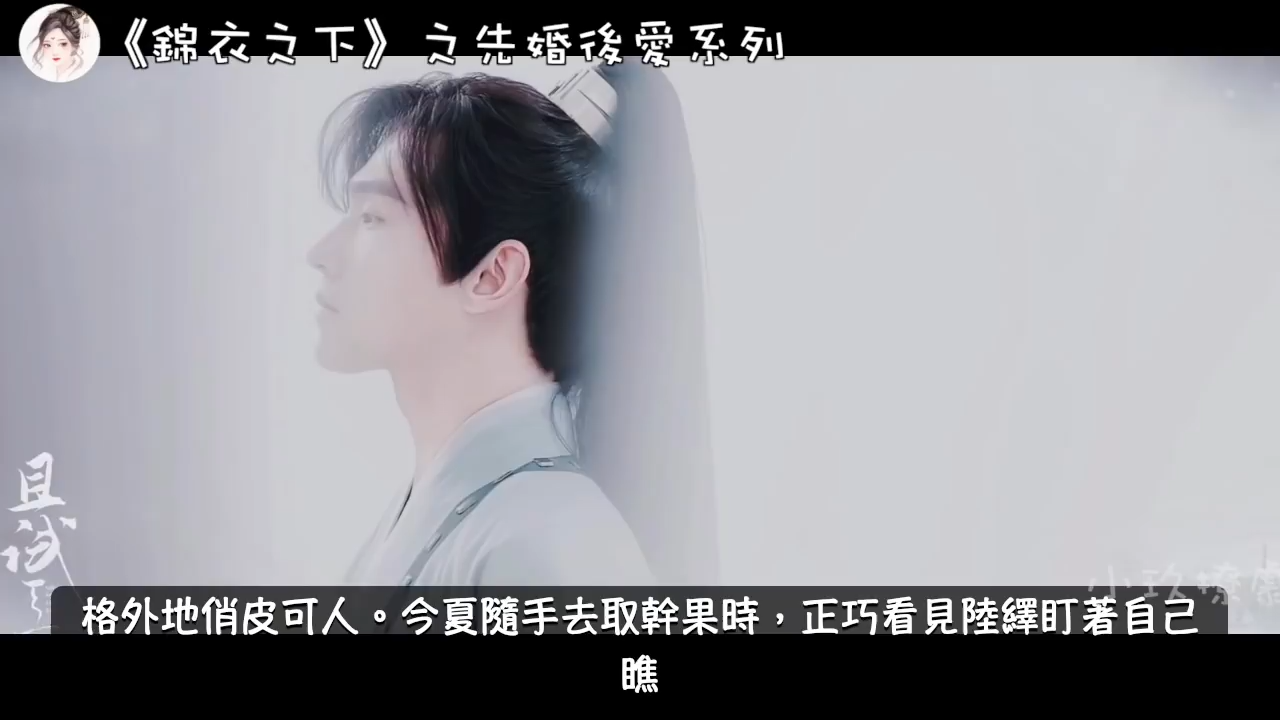 《錦衣之下》之先婚後愛系列
且試
格外地俏皮可人。今夏隨手去取幹果時，正巧看見陸繹盯著自己
瞧